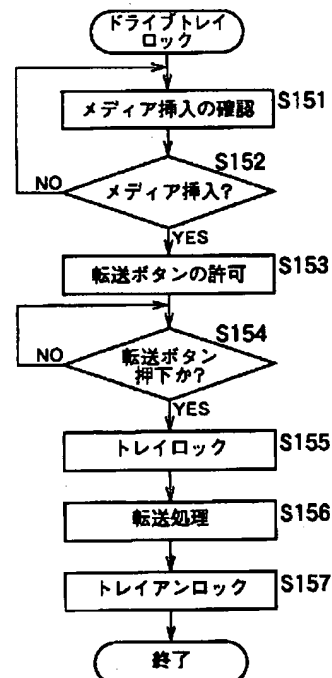 ドライブトレイ
ロック
メディア挿入の確認
S151
S152
メディア挿入?
NO
YES
転送ボタンの許可
S153
S154
転送ボタン
押下か?
NO
YES
トレイロック
S155
転送処理
S156
トレイアンロック
S157
終了